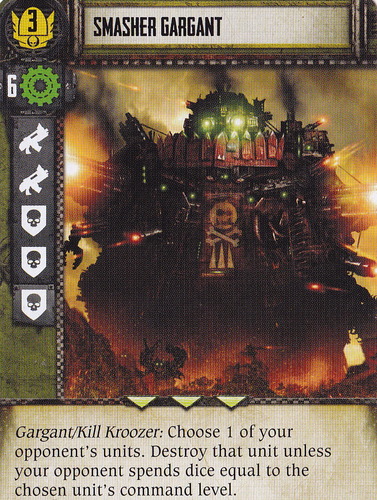 3
SMASHER GARGANT
6
Gargant/Kill Kroozer: Choose 1 of your
opponent's units. Destroy that unit unless
your opponent spends dice equal to the
chosen unit's command level.